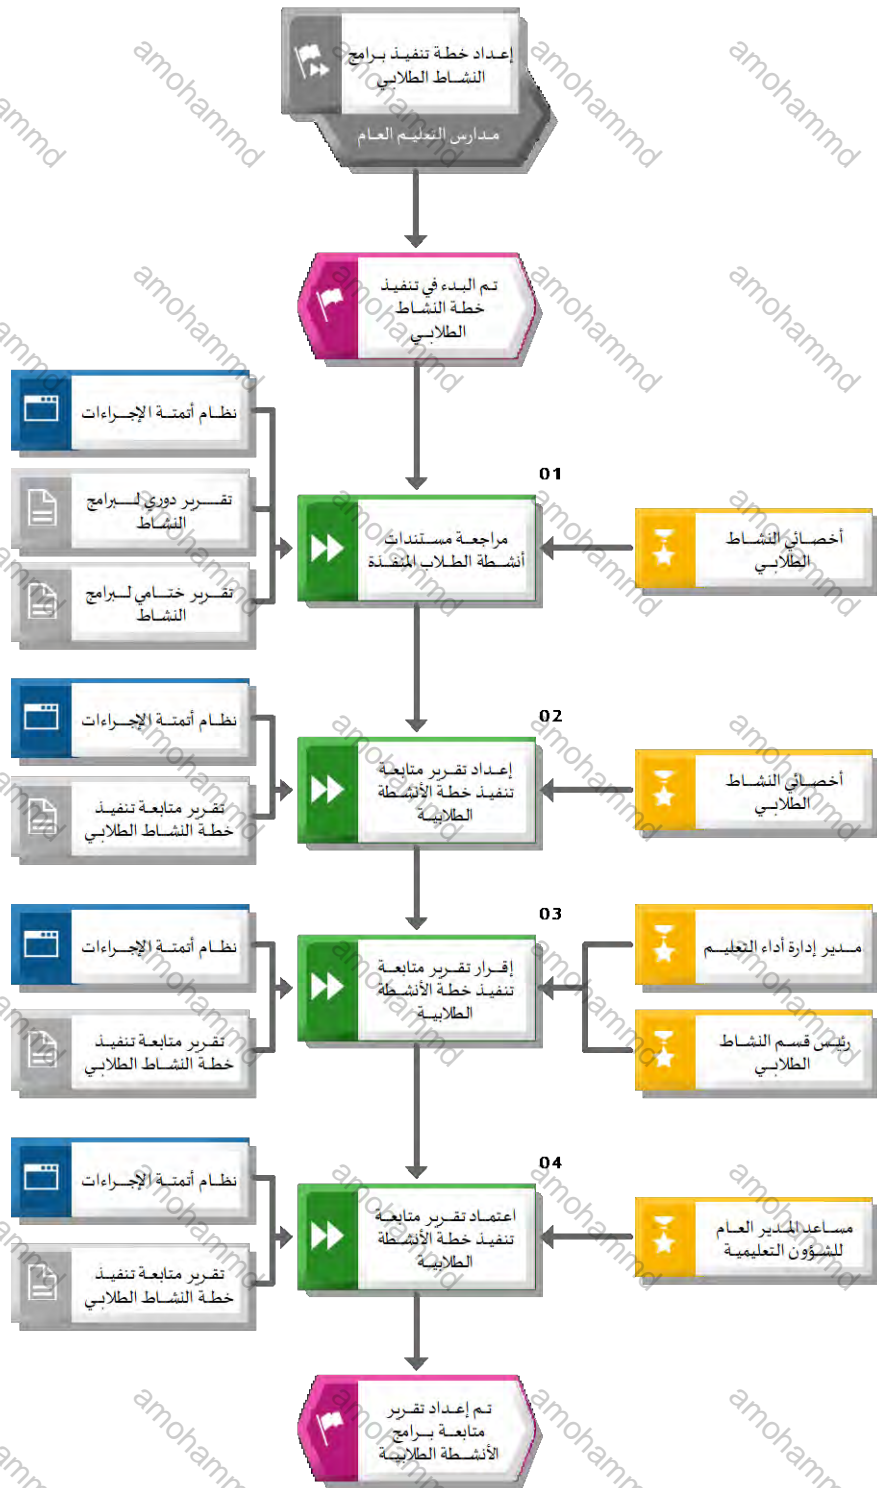 إعداد خطة تنفيذ برامج
النشاط الطلابي
مدارس التعليم العام
تم البدء في تنفيذ
خطة النشاط
الطلابي
01
أخصائي النشاط
الطلابي
مراجعة مستندات
أنشطة الطلاب المنفذة
نظام أتمتة الإجراءات
تقرير دوري لبرامج
النشاط
تقرير ختامي لبرامج
النشاط
02
أخصائي النشاط
الطلابي
إعداد تقرير متابعة
تنفيذ خطة الأنشطة
الطلابية
نظام أتمتة الإجراءات
تقرير متابعة تنفيذ
خطة النشاط الطلابي
03
مدير إدارة أداء التعليم
رئيس قسم النشاط
الطلابي
إقرار تقرير متابعة
تنفيذ خطة الأنشطة
الطلابية
نظام أتمتة الإجراءات
تقرير متابعة تنفيذ
خطة النشاط الطلابي
04
مساعد المدير العام
للشؤون التعليمية
اعتماد تقرير متابعة
تنفيذ خطة الأنشطة
الطلابية
نظام أتمتة الإجراءات
تقرير متابعة تنفيذ
خطة النشاط الطلابي
تم إعداد تقرير
متابعة برامج
الأنشطة الطلابية
amohammd